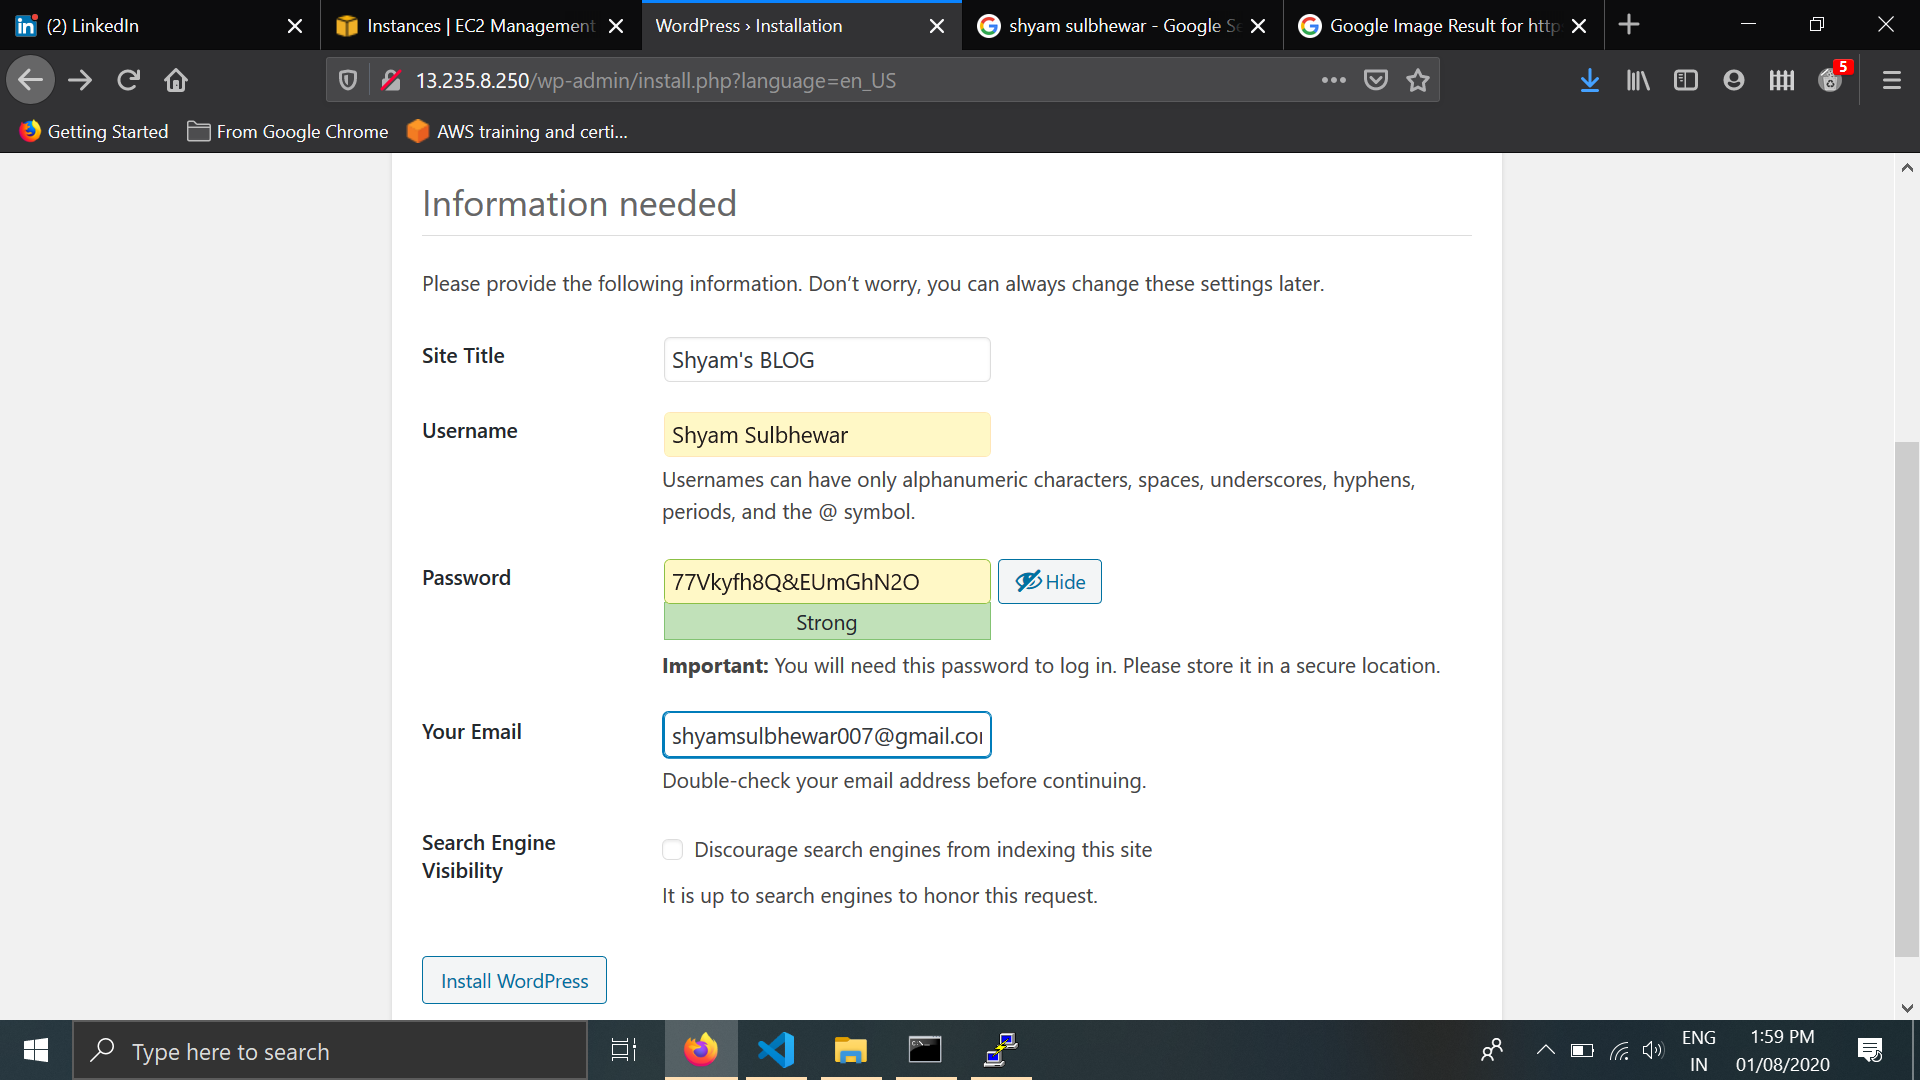 (2) LinkedIn
Instances | EC2 Management
WordPress › Installation
shyam sulbhewar - Google Se
Google Image Result for http
13.235.8.250/wp-admin/install.php?language=en_US
5
Getting Started
From Google Chrome
AWS training and certi...
Information needed
Please provide the following information. Don’t worry, you can always change these settings later.
Site Title
Shyam's BLOG
Username
Shyam Sulbhewar
Usernames can have only alphanumeric characters, spaces, underscores, hyphens,
periods, and the @ symbol.
Password
77Vkyfh8Q&EUmGhN2O
Hide
Strong
Important: You will need this password to log in. Please store it in a secure location.
Your Email
shyamsulbhewar007@gmail.co
Double-check your email address before continuing.
Search Engine
Visibility
Discourage search engines from indexing this site
It is up to search engines to honor this request.
Install WordPress
Type here to search
ENG
IN
1:59 PM
01/08/2020